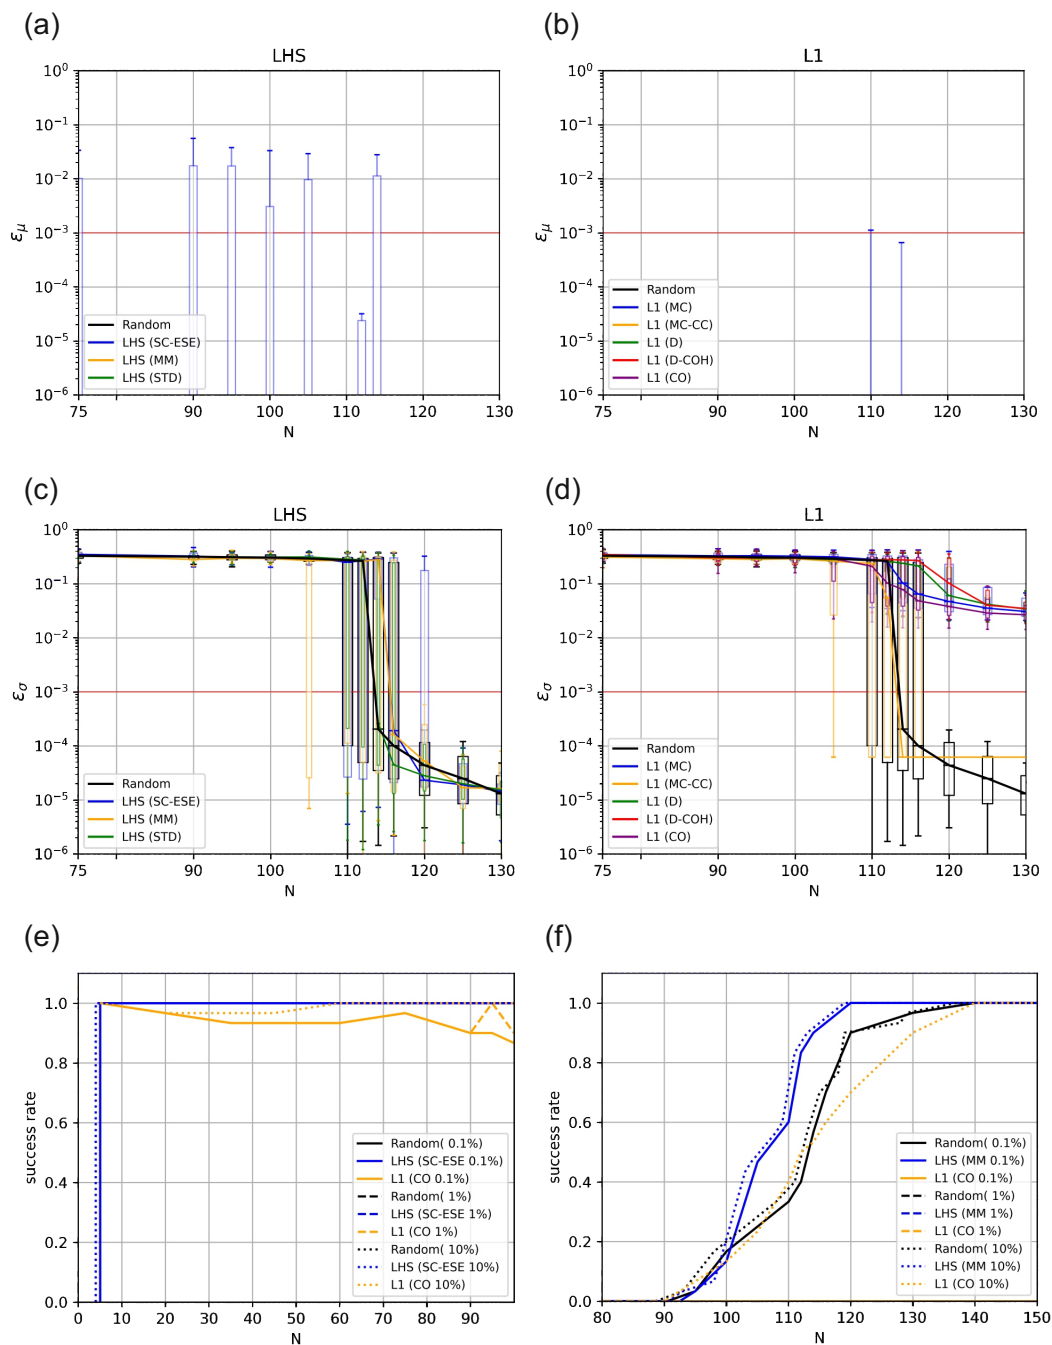 (a)
LHS
10^0
10^-1
10^-2
10^-3
10^-4
10^-5
10^-6
ε_μ
Random
LHS (SC-ESE)
LHS (MM)
LHS (STD)
75 90 100 110 120 130
N
(b)
L1
10^0
10^-1
10^-2
10^-3
10^-4
10^-5
10^-6
ε_μ
Random
L1 (MC)
L1 (MC-CC)
L1 (D)
L1 (D-COH)
L1 (CO)
75 90 100 110 120 130
N
(c)
LHS
10^0
10^-1
10^-2
10^-3
10^-4
10^-5
10^-6
ε_σ
Random
LHS (SC-ESE)
LHS (MM)
LHS (STD)
75 90 100 110 120 130
N
(d)
L1
10^0
10^-1
10^-2
10^-3
10^-4
10^-5
10^-6
ε_σ
Random
L1 (MC)
L1 (MC-CC)
L1 (D)
L1 (D-COH)
L1 (CO)
75 90 100 110 120 130
N
(e)
1.0
0.8
0.6
0.4
0.2
0.0
success rate
Random( 0.1%)
LHS (SC-ESE 0.1%)
L1 (CO 0.1%)
Random( 1%)
LHS (SC-ESE 1%)
L1 (CO 1%)
Random( 10%)
LHS (SC-ESE 10%)
L1 (CO 10%)
0 10 20 30 40 50 60 70 80 90
N
(f)
1.0
0.8
0.6
0.4
0.2
0.0
success rate
Random( 0.1%)
LHS (MM 0.1%)
L1 (CO 0.1%)
Random( 1%)
LHS (MM 1%)
L1 (CO 1%)
Random( 10%)
LHS (MM 10%)
L1 (CO 10%)
80 90 100 110 120 130 140 150
N